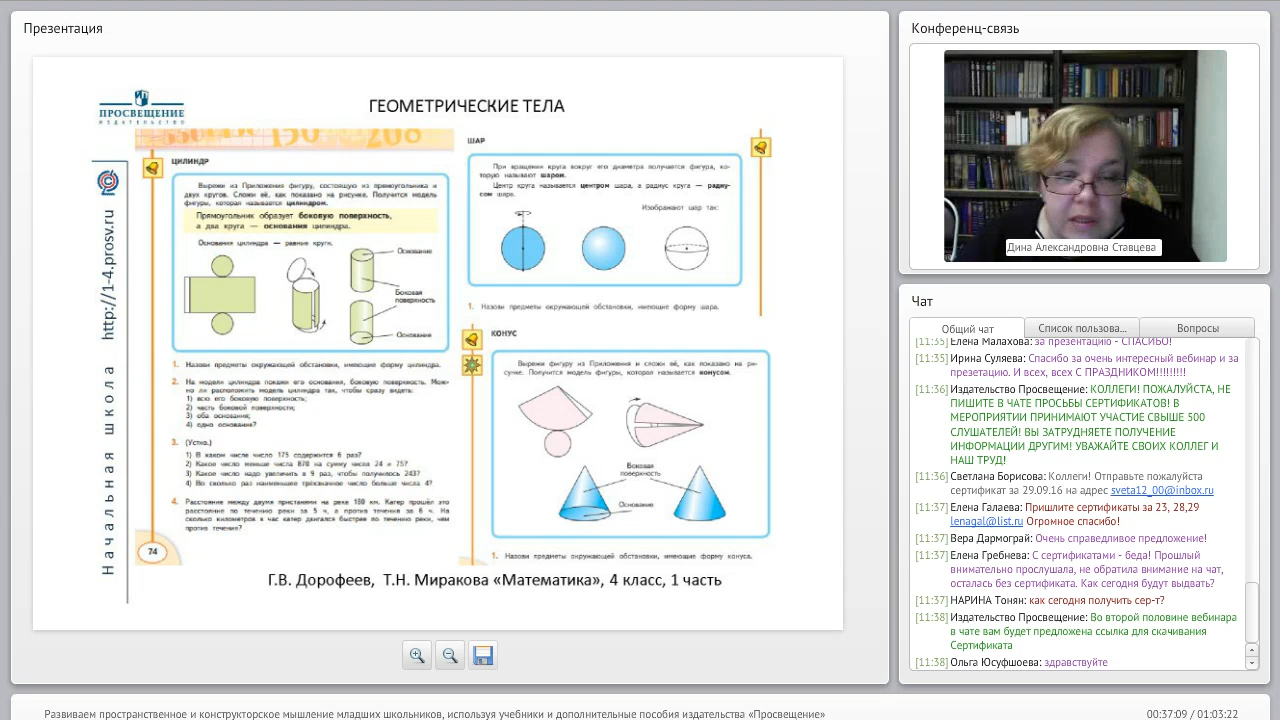 Презентация
ПРОСВЕЩЕНИЕ
ИЗДАТЕЛЬСТВО
ГЕОМЕТРИЧЕСКИЕ ТЕЛА
Начальная школа http://1-4.prosv.ru
ЦИЛИНДР
Вырежи из Приложения фигуру, состоящую из прямоугольника и
двух кругов. Сложи её, как показано на рисунке. Получится модель
фигуры, которая называется цилиндром.
Прямоугольник образует боковую поверхность,
а два круга — основания цилиндра.
Основания цилиндра — равные круги.
Основание
Боковая
поверхность
Основание
1. Назови предметы окружающей обстановки, имеющие форму цилиндра.
2. На модели цилиндра покажи его основания, боковую поверхность. Мож-
но ли расположить модель цилиндра так, чтобы сразу видеть:
1) всю его боковую поверхность;
2) часть боковой поверхности;
3) оба основания;
4) одно основание?
3. (Устно.)
1) В каком числе число 175 содержится 6 раз?
2) Какое число меньше числа 870 на сумму чисел 24 и 75?
3) Какое число надо увеличить в 9 раз, чтобы получилось 243?
4) Во сколько раз наименьшее трёхзначное число больше числа 4?
4. Расстояние между двумя пристанями на реке 180 км. Катер прошёл это
расстояние по течению реки за 5 ч, а против течения за 6 ч. На
сколько километров в час катер двигался быстрее по течению реки, чем
против течения?
74
ШАР
При вращении круга вокруг его диаметра получается фигура, ко-
торую называют шаром.
Центр круга называется центром шара, а радиус круга — радиу-
сом шара.
Изображают шар так:
1. Назови предметы окружающей обстановки, имеющие форму шара.
КОНУС
Вырежи фигуру из Приложения и сложи её, как показано на ри-
сунке. Получится модель фигуры, которая называется конусом.
Боковая
поверхность
Основание
1. Назови предметы окружающей обстановки, имеющие форму конуса.
Г.В. Дорофеев, Т.Н. Миракова «Математика», 4 класс, 1 часть
Конференц-связь
Дина Александровна Ставцева
Чат
Общий чат
Список пользов
Вопросы
[11:35] Елена Малахова: за презентацию - СПАСИБО!
[11:35] Ирина Суляева: Спасибо за очень интересный вебинар и
презетацию. И всех, всех С ПРАЗДНИКОМ!!!!!!!!!
[11:36] Издательство Просвещение: КОЛЛЕГИ! ПОЖАЛУЙСТА, НЕ
ПИШИТЕ В ЧАТЕ ПРОСЬБЫ СЕРТИФИКАТОВ! В
МЕРОПРИЯТИИ ПРИНИМАЮТ УЧАСТИЕ СВЫШЕ 500
СЛУШАТЕЛЕЙ! ВЫ ЗАТРУДНЯЕТЕ ПОЛУЧЕНИЕ
ИНФОРМАЦИИ ДРУГИМ! УВАЖАЙТЕ СВОИХ КОЛЛЕГ И
НАШ ТРУД!
[11:36] Светлана Борисова: Коллеги! Отправьте пожалуйста
сертификат за 29.09.16 на адрес sveta12_00@inbox.ru
[11:37] Елена Галаева: Пришлите сертификаты за 23, 28,29
lenagal@list.ru Огромное спасибо!
[11:37] Вера Дармограй: Очень справедливое предложение!
[11:37] Елена Гребнева: С сертификатами - беда! Прошлый
внимательно прослушала, не обратила внимание на чат,
осталась без сертификата. Как сегодня будут выдвать?
[11:37] НАРИНА Тонян: как сегодня получить сер-т?
[11:38] Издательство Просвещение: Во второй половине вебинара
в чате вам будет предложена ссылка для скачивания
Сертификата
[11:38] Ольга Юсуфшоева: здравствуйте
Развиваем пространственное и конструкторское мышление младших школьников, используя учебники и дополнительные пособия издательства «Просвещение»
00:37:09 / 01:03:22